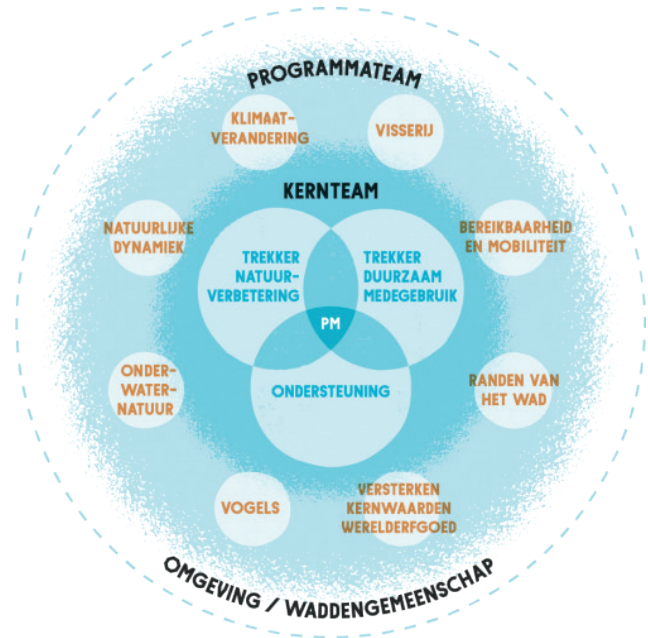 PROGRAMMATEAM
KLIMAAT-
VERANDERING
VISSERIJ
KERNTEAM
NATUURLIJKE
DYNAMIEK
BEREIKBAARHEID
EN MOBILITEIT
TREKKER
NATUUR-
VERBETERING
TREKKER
DUURZAAM
MEDEGEBRUIK
PM
ONDER-
WATER-
NATUUR
ONDERSTEUNING
RANDEN VAN
HET WAD
VOGELS
VERSTERKEN
KERNWAARDEN
WERELDERFGOED
OMGEVING / WADDENGEMEENSCHAP